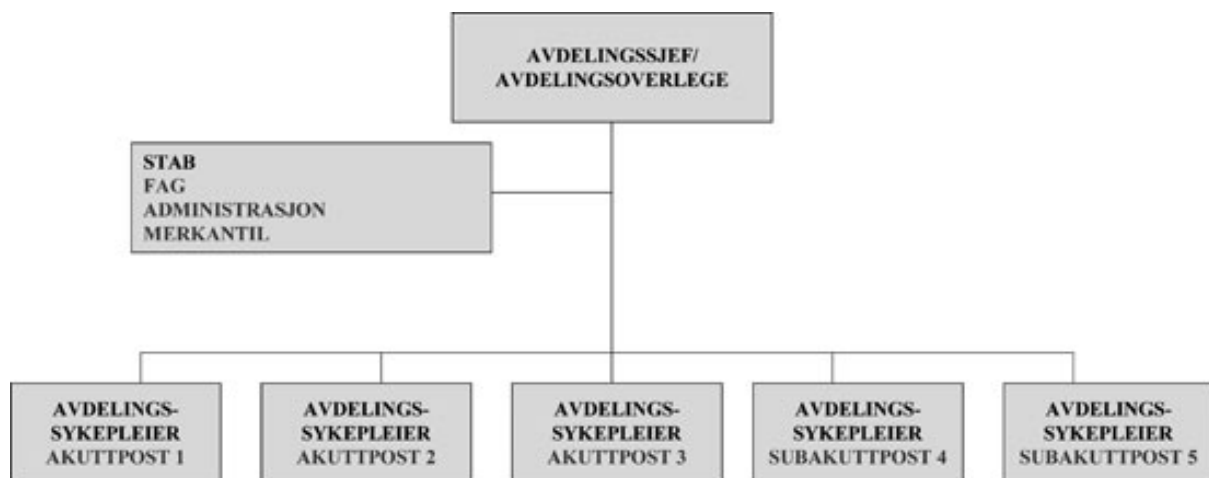 AVDELINGSSJEF/
AVDELINGSOVERLEGE
STAB
FAG
ADMINISTRASJON
MERKANTIL
AVDELINGS-
SYKEPLEIER
AKUTTPOST 1
AVDELINGS-
SYKEPLEIER
AKUTTPOST 2
AVDELINGS-
SYKEPLEIER
AKUTTPOST 3
AVDELINGS-
SYKEPLEIER
SUBAKUTTPOST 4
AVDELINGS-
SYKEPLEIER
SUBAKUTTPOST 5